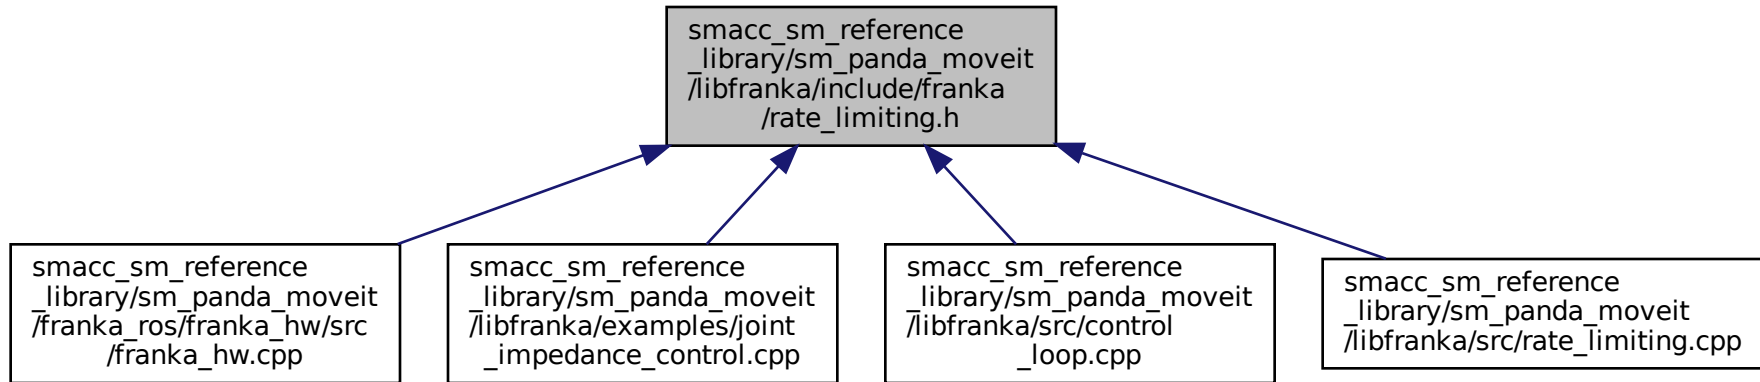 smacc_sm_reference
_library/sm_panda_moveit
/libfranka/include/franka
/rate_limiting.h
smacc_sm_reference
_library/sm_panda_moveit
/franka_ros/franka_hw/src
/franka_hw.cpp
smacc_sm_reference
_library/sm_panda_moveit
/libfranka/examples/joint
_impedance_control.cpp
smacc_sm_reference
_library/sm_panda_moveit
/libfranka/src/control
_loop.cpp
smacc_sm_reference
_library/sm_panda_moveit
/libfranka/src/rate_limiting.cpp